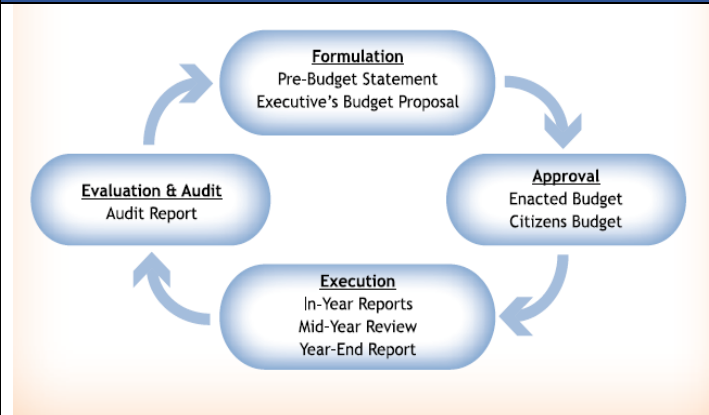 Formulation
Pre-Budget Statement
Executive's Budget Proposal
Approval
Enacted Budget
Citizens Budget
Execution
In-Year Reports
Mid-Year Review
Year-End Report
Evaluation & Audit
Audit Report